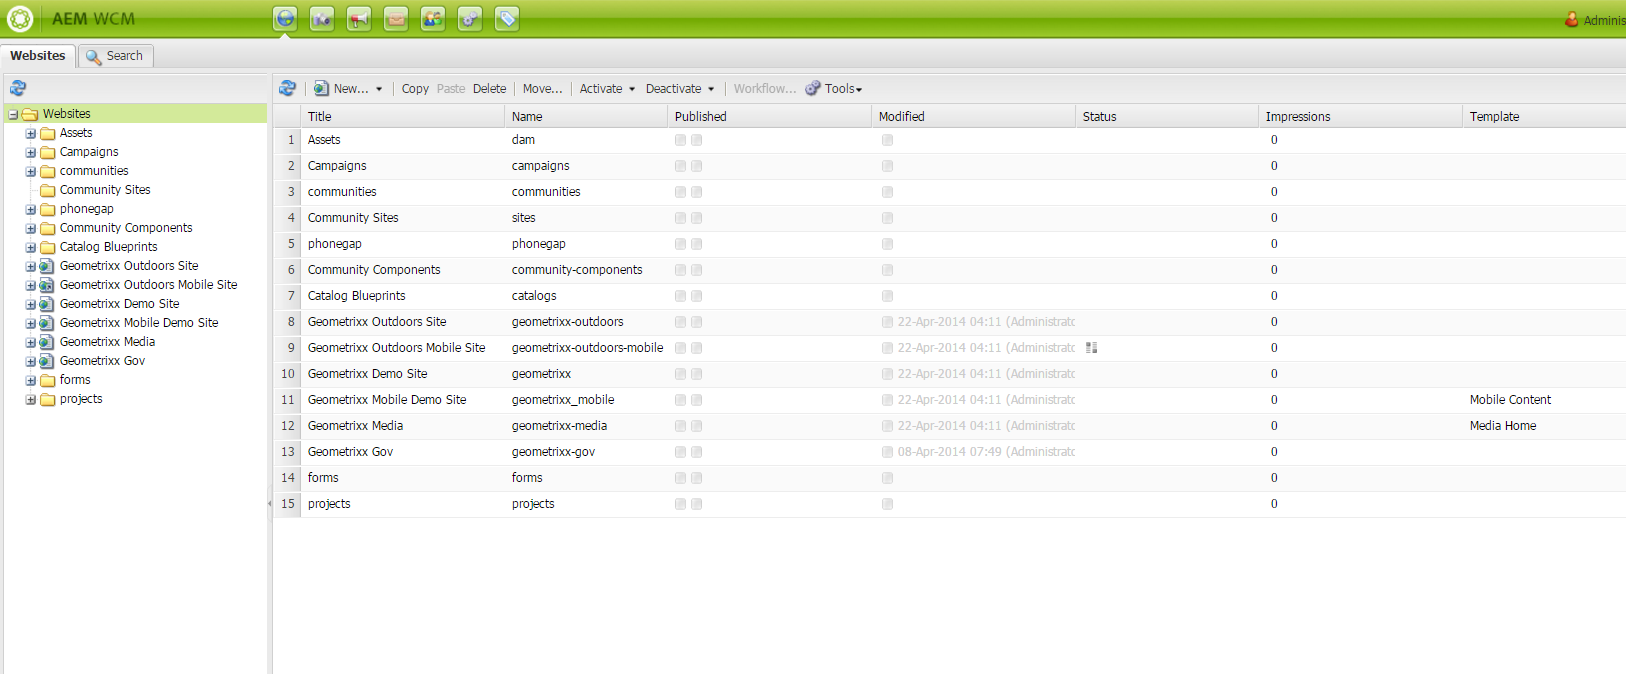 AEM WCM
Adminis
Websites Search
New... Copy Paste Delete Move... Activate Deactivate Workflow... Tools
Websites
Assets
Campaigns
communities
Community Sites
phonegap
Community Components
Catalog Blueprints
Geometrixx Outdoors Site
Geometrixx Outdoors Mobile Site
Geometrixx Demo Site
Geometrixx Mobile Demo Site
Geometrixx Media
Geometrixx Gov
forms
projects
Title Name Published Modified Status Impressions Template
1 Assets dam 0
2 Campaigns campaigns 0
3 communities communities 0
4 Community Sites sites 0
5 phonegap phonegap 0
6 Community Components community-components 0
7 Catalog Blueprints catalogs 0
8 Geometrixx Outdoors Site geometrixx-outdoors 22-Apr-2014 04:11 (Administratc 0
9 Geometrixx Outdoors Mobile Site geometrixx-outdoors-mobile 22-Apr-2014 04:11 (Administratc 0
10 Geometrixx Demo Site geometrixx 22-Apr-2014 04:11 (Administratc 0
11 Geometrixx Mobile Demo Site geometrixx_mobile 22-Apr-2014 04:11 (Administratc 0 Mobile Content
12 Geometrixx Media geometrixx-media 22-Apr-2014 04:11 (Administratc 0 Media Home
13 Geometrixx Gov geometrixx-gov 08-Apr-2014 07:49 (Administratc 0
14 forms forms 0
15 projects projects 0